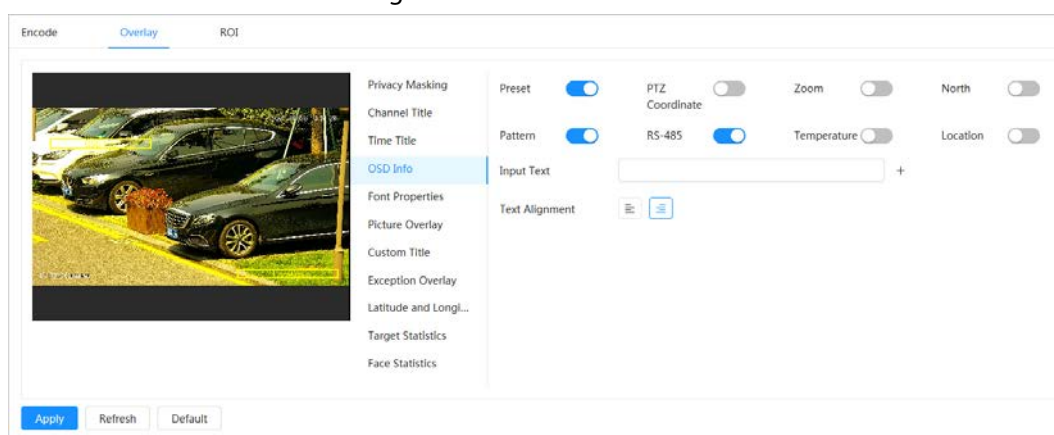 Encode Overlay ROI
Privacy Masking
Channel Title
Time Title
OSD Info
Font Properties
Picture Overlay
Custom Title
Exception Overlay
Latitude and Longi...
Target Statistics
Face Statistics
Preset PTZ Coordinate Zoom North
Pattern RS-485 Temperature Location
Input Text +
Text Alignment
Apply Refresh Default